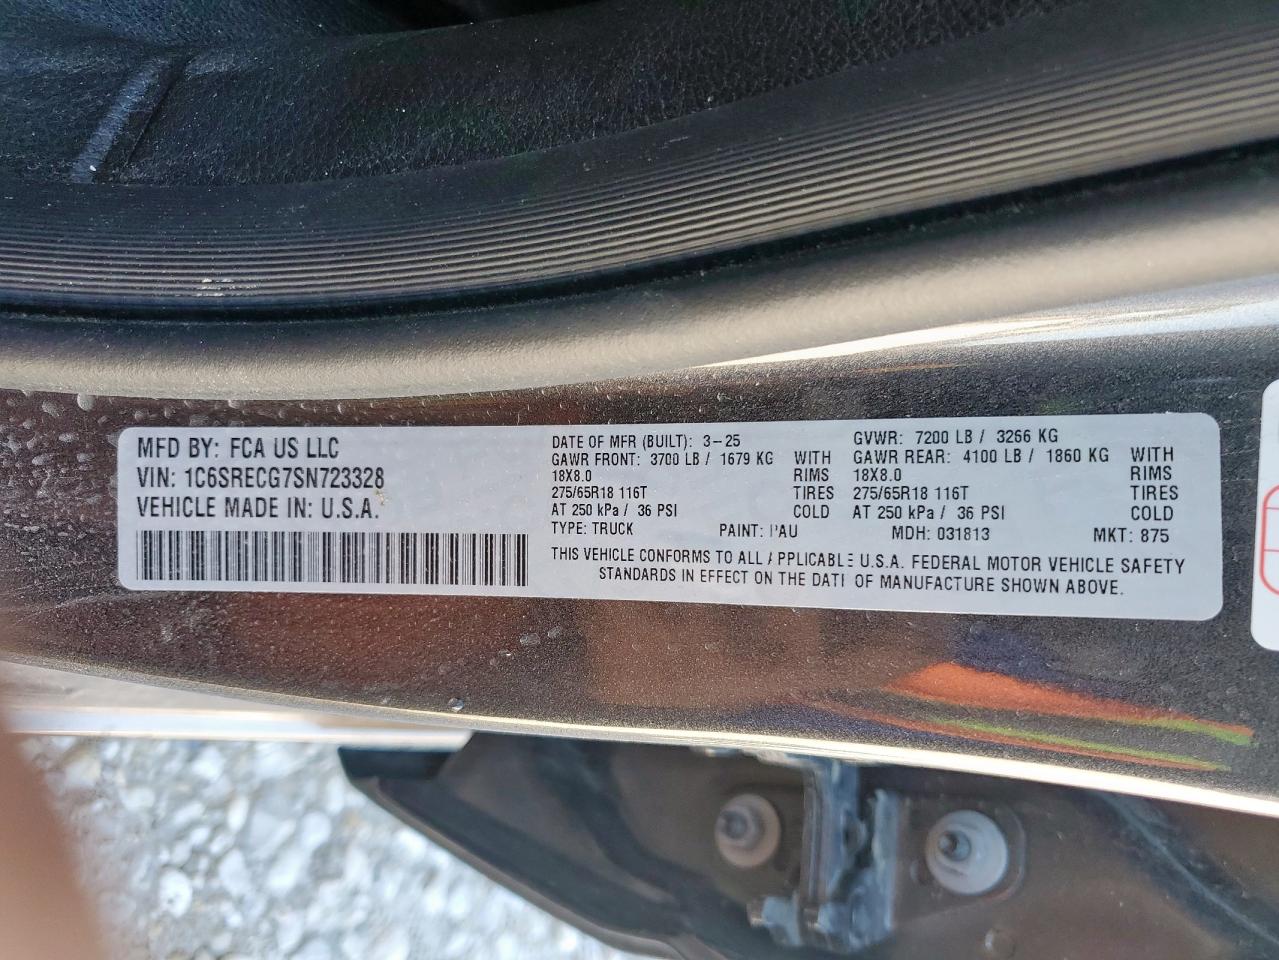 MFD BY: FCA US LLC
VIN: 1C6SRECG7SN723328
VEHICLE MADE IN: U.S.A.
DATE OF MFR (BUILT): 3-25
GAWR FRONT: 3700 LB / 1679 KG WITH
18X8.0 RIMS
275/65R18 116T TIRES
AT 250 kPa / 36 PSI COLD
GVWR: 7200 LB / 3266 KG
GAWR REAR: 4100 LB / 1860 KG WITH
18X8.0 RIMS
275/65R18 116T TIRES
AT 250 kPa / 36 PSI COLD
TYPE: TRUCK PAINT: MDH: 031813 MKT: 875
THIS VEHICLE CONFORMS TO ALL APPLICABLE U.S.A. FEDERAL MOTOR VEHICLE SAFETY
STANDARDS IN EFFECT ON THE DATE OF MANUFACTURE SHOWN ABOVE.